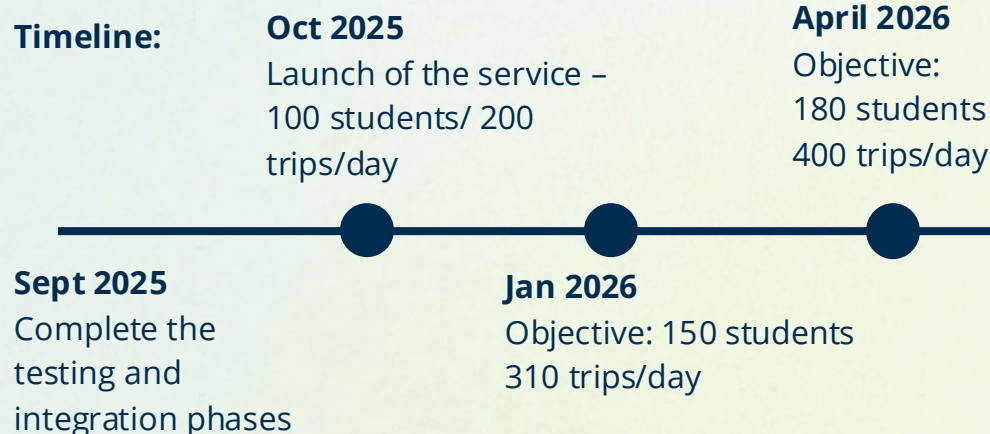 Timeline:
Oct 2025
Launch of the service –
100 students/ 200
trips/day
April 2026
Objective:
180 students
400 trips/day
Sept 2025
Complete the
testing and
integration phases
Jan 2026
Objective: 150 students
310 trips/day